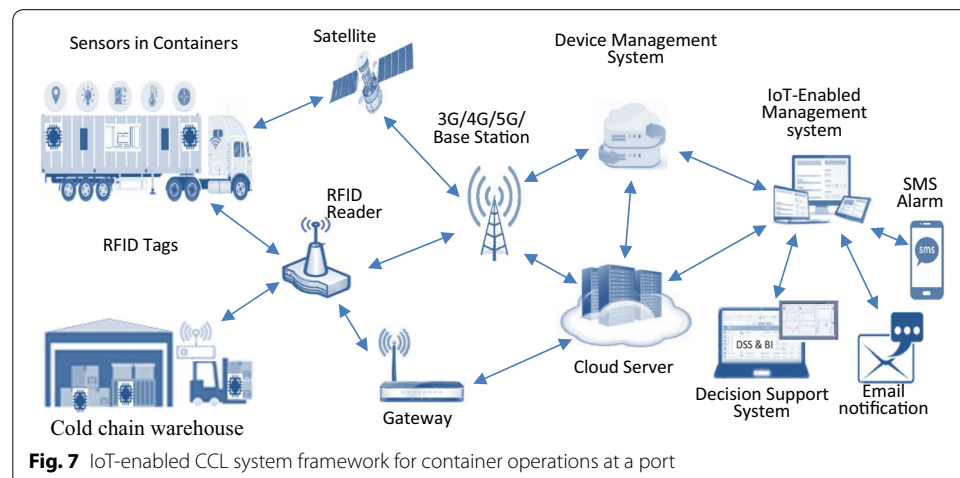 Sensors in Containers
Satellite
Device Management
System
3G/4G/5G/
Base Station
IoT-Enabled
Management
system
SMS
Alarm
sms
RFID
Reader
RFID Tags
DSS & BI
Cloud Server
Decision Support
System
Email
notification
Gateway
Cold chain warehouse
Fig. 7 IoT-enabled CCL system framework for container operations at a port